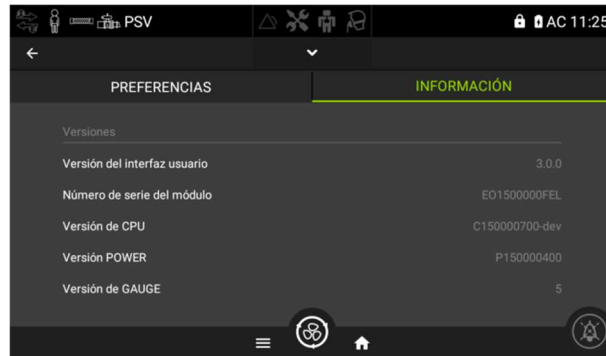 PSV AC 11:25
PREFERENCIAS INFORMACIÓN
Versiones
Versión del interfaz usuario 3.0.0
Número de serie del módulo EO1500000FEL
Versión de CPU C150000700-dev
Versión POWER P150000400
Versión de GAUGE 5